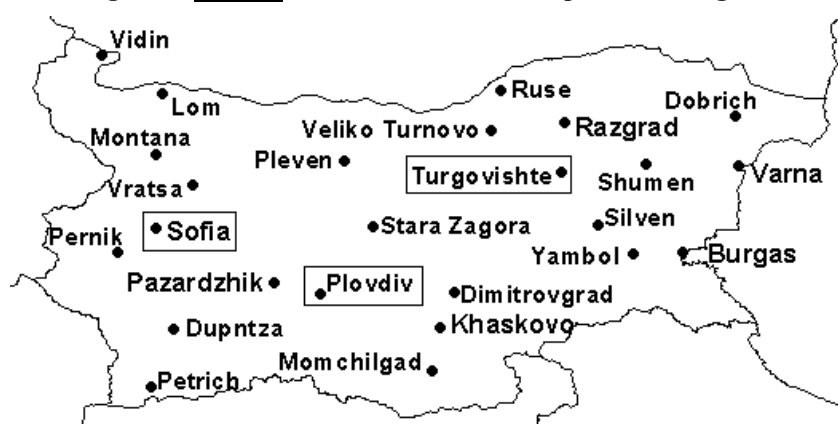 Vidin
Lom
Ruse
Dobrich
Montana
Veliko Turnovo
Razgrad
Pleven
Turgovishte
Shumen
Varna
Vratsa
Pernik
Sofia
Stara Zagora
Silven
Yambol
Burgas
Pazardzhik
Plovdiv
Dimitrovgrad
Dupntza
Khaskovo
Momchilgad
Petrich